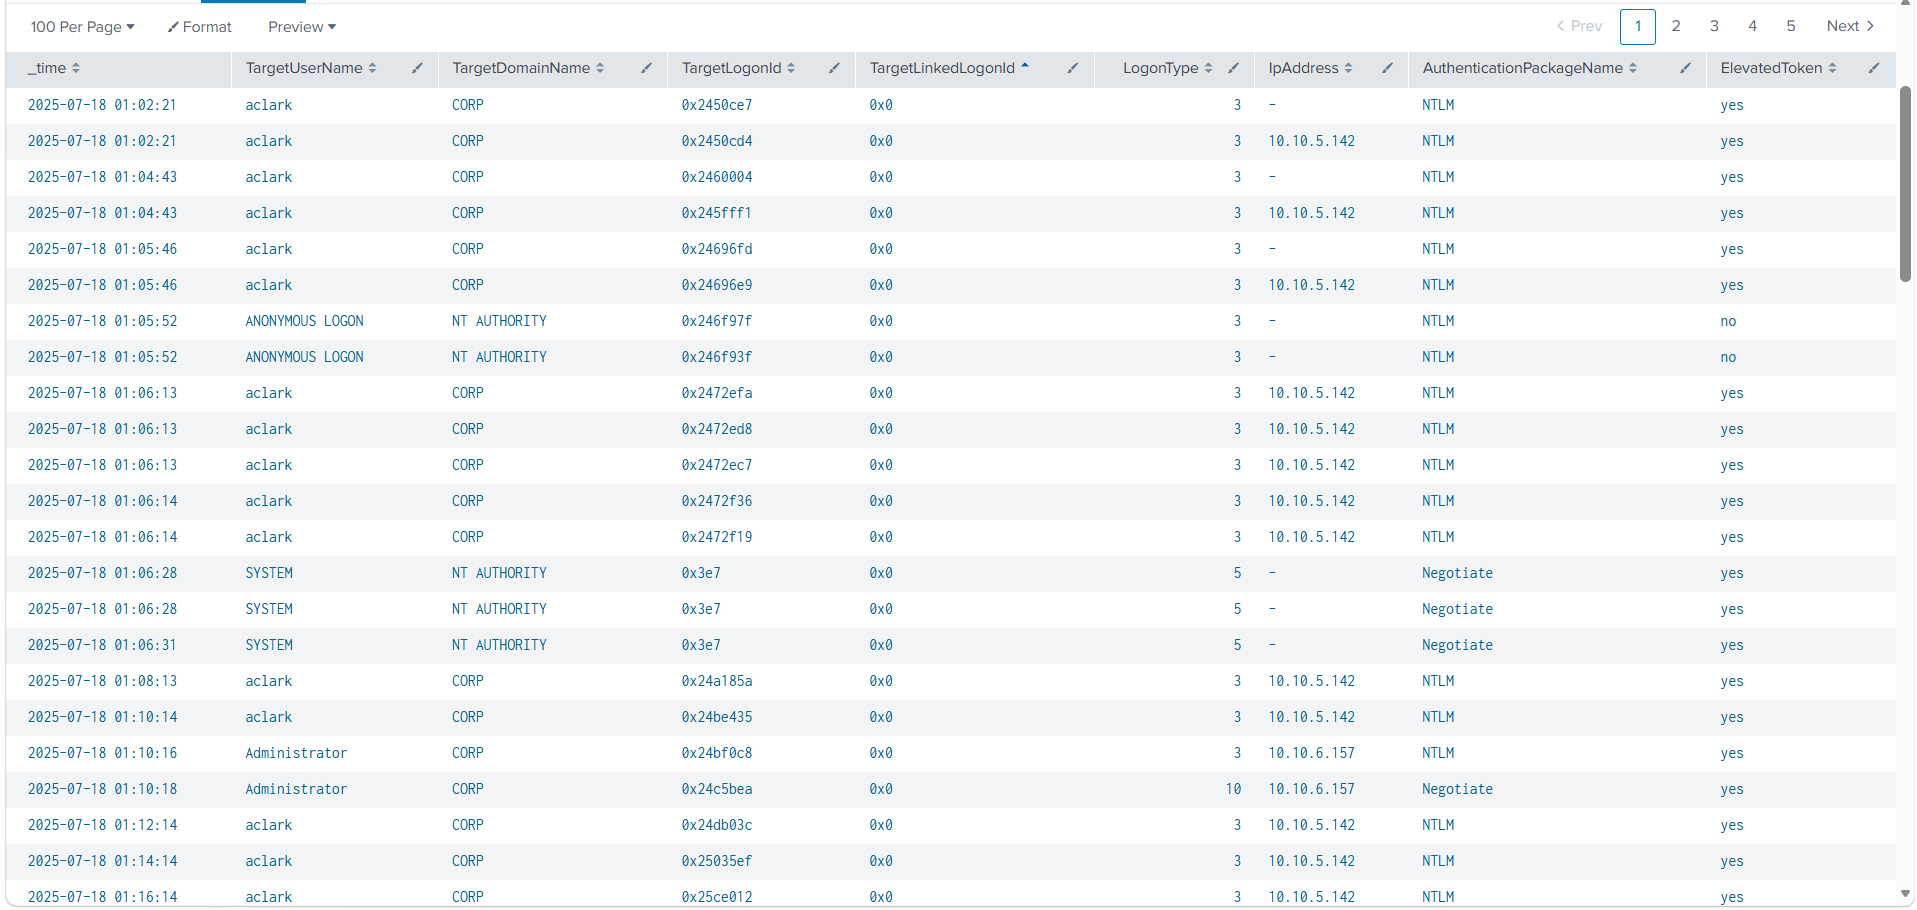 100 Per Page Format Preview Prev 1 2 3 4 5 Next
_time TargetUserName TargetDomainName TargetLogonId TargetLinkedLogonId LogonType IpAddress AuthenticationPackageName ElevatedToken
2025-07-18 01:02:21 aclark CORP 0x2450ce7 0x0 3 - NTLM yes
2025-07-18 01:02:21 aclark CORP 0x2450cd4 0x0 3 10.10.5.142 NTLM yes
2025-07-18 01:04:43 aclark CORP 0x2460004 0x0 3 - NTLM yes
2025-07-18 01:04:43 aclark CORP 0x245fff1 0x0 3 10.10.5.142 NTLM yes
2025-07-18 01:05:46 aclark CORP 0x24696fd 0x0 3 - NTLM yes
2025-07-18 01:05:46 aclark CORP 0x24696e9 0x0 3 10.10.5.142 NTLM yes
2025-07-18 01:05:52 ANONYMOUS LOGON NT AUTHORITY 0x246f97f 0x0 3 - NTLM no
2025-07-18 01:05:52 ANONYMOUS LOGON NT AUTHORITY 0x246f93f 0x0 3 - NTLM no
2025-07-18 01:06:13 aclark CORP 0x2472efa 0x0 3 10.10.5.142 NTLM yes
2025-07-18 01:06:13 aclark CORP 0x2472ed8 0x0 3 10.10.5.142 NTLM yes
2025-07-18 01:06:13 aclark CORP 0x2472ec7 0x0 3 10.10.5.142 NTLM yes
2025-07-18 01:06:14 aclark CORP 0x2472f36 0x0 3 10.10.5.142 NTLM yes
2025-07-18 01:06:14 aclark CORP 0x2472f19 0x0 3 10.10.5.142 NTLM yes
2025-07-18 01:06:28 SYSTEM NT AUTHORITY 0x3e7 0x0 5 - Negotiate yes
2025-07-18 01:06:28 SYSTEM NT AUTHORITY 0x3e7 0x0 5 - Negotiate yes
2025-07-18 01:06:31 SYSTEM NT AUTHORITY 0x3e7 0x0 5 - Negotiate yes
2025-07-18 01:08:13 aclark CORP 0x24a185a 0x0 3 10.10.5.142 NTLM yes
2025-07-18 01:10:14 aclark CORP 0x24be435 0x0 3 10.10.5.142 NTLM yes
2025-07-18 01:10:16 Administrator CORP 0x24bf0c8 0x0 3 10.10.6.157 NTLM yes
2025-07-18 01:10:18 Administrator CORP 0x24c5bea 0x0 10 10.10.6.157 Negotiate yes
2025-07-18 01:12:14 aclark CORP 0x24db03c 0x0 3 10.10.5.142 NTLM yes
2025-07-18 01:14:14 aclark CORP 0x25035ef 0x0 3 10.10.5.142 NTLM yes
2025-07-18 01:16:14 aclark CORP 0x25ce012 0x0 3 10.10.5.142 NTLM yes